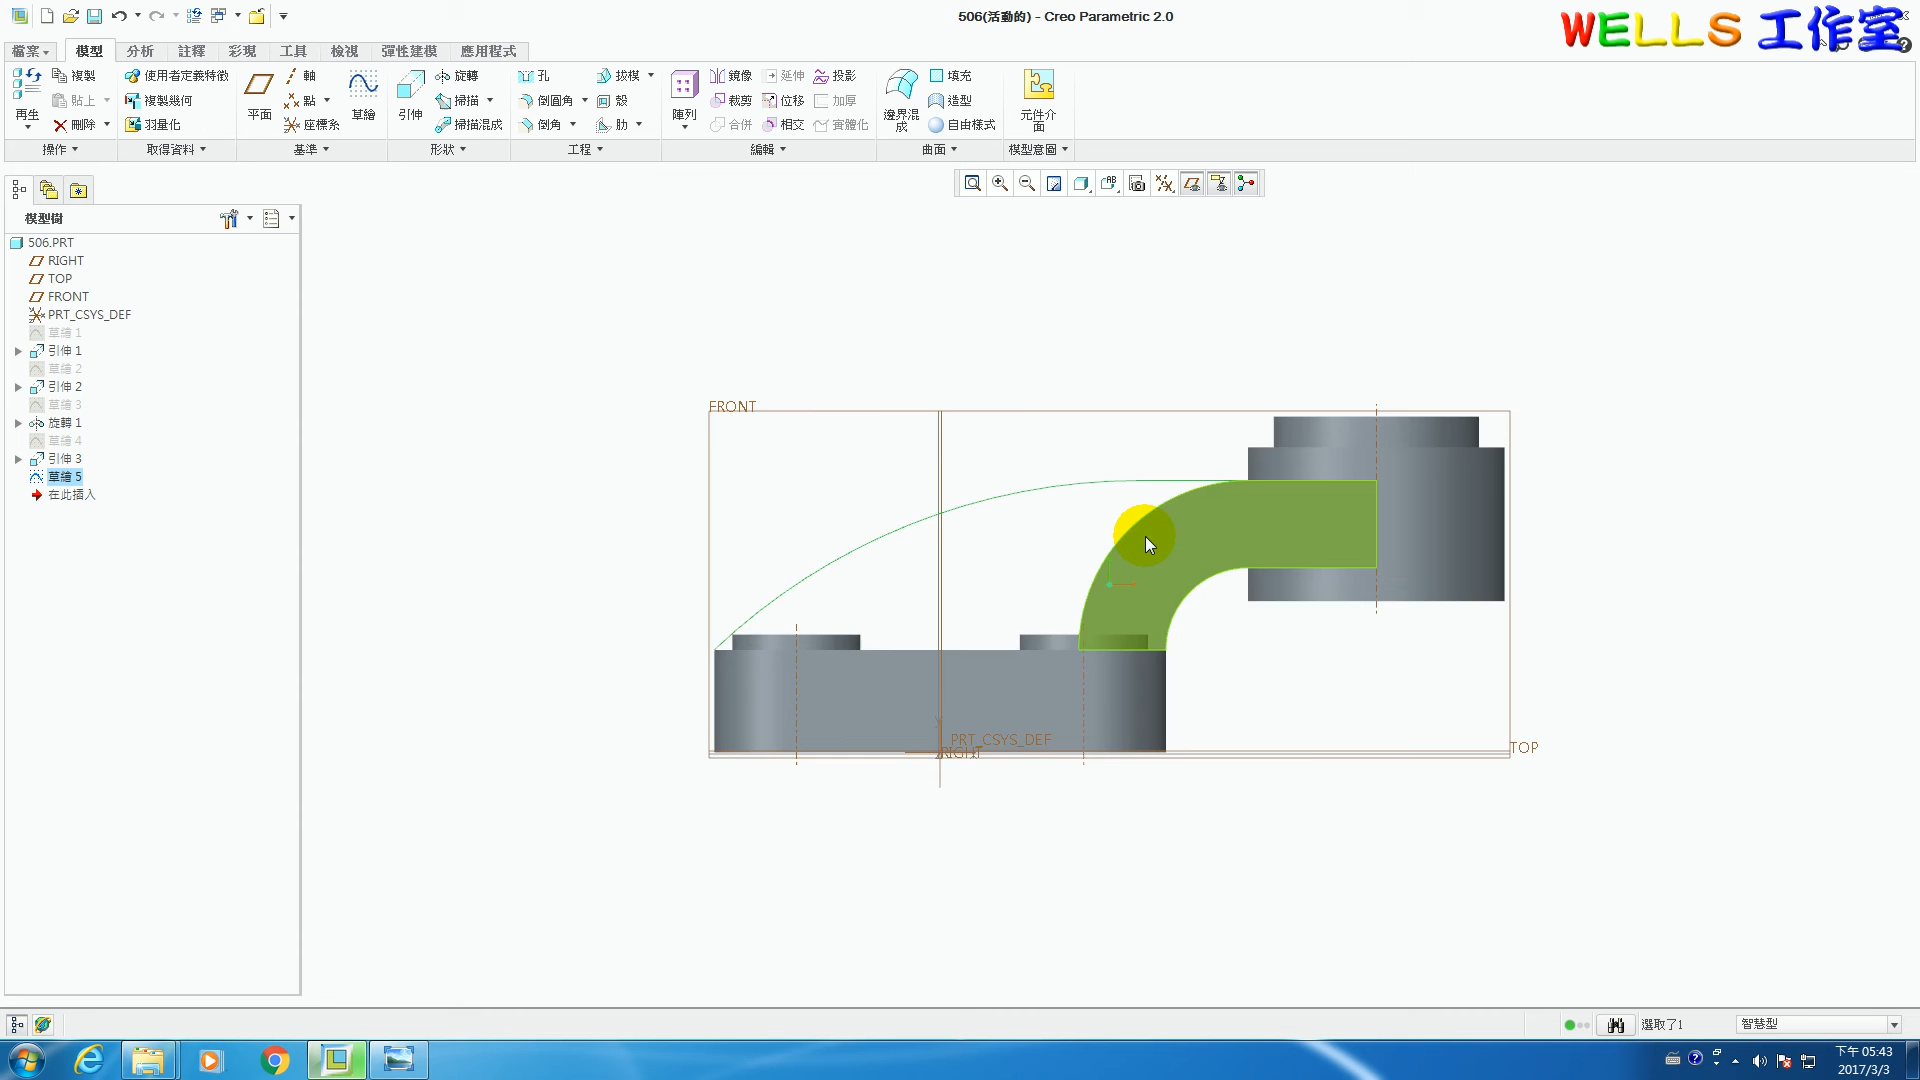 506(活動的) - Creo Parametric 2.0
WELLS 工作室
檔案 模型 分析 註釋 彩現 工具 檢視 彈性建模 應用程式
再生 複製 貼上 刪除
使用者定義特徵 複製幾何 羽量化
平面 軸 點 座標系 草繪
引伸 旋轉 掃描 掃描混成
孔 倒圓角 倒角 拔模 殼 肋
陣列 鏡像 裁剪 合併 延伸 位移 相交 投影 加厚 實體化
邊界混成 填充 造型 自由樣式
元件介面
操作 取得資料 基準 形狀 工程 編輯 曲面 模型意圖
模型樹
506.PRT
RIGHT
TOP
FRONT
PRT_CSYS_DEF
草繪 1
引伸 1
草繪 2
引伸 2
草繪 3
旋轉 1
草繪 4
引伸 3
草繪 5
在此插入
FRONT
PRT_CSYS_DEF
RIGHT
TOP
選取了1
智慧型
下午 05:43
2017/3/3